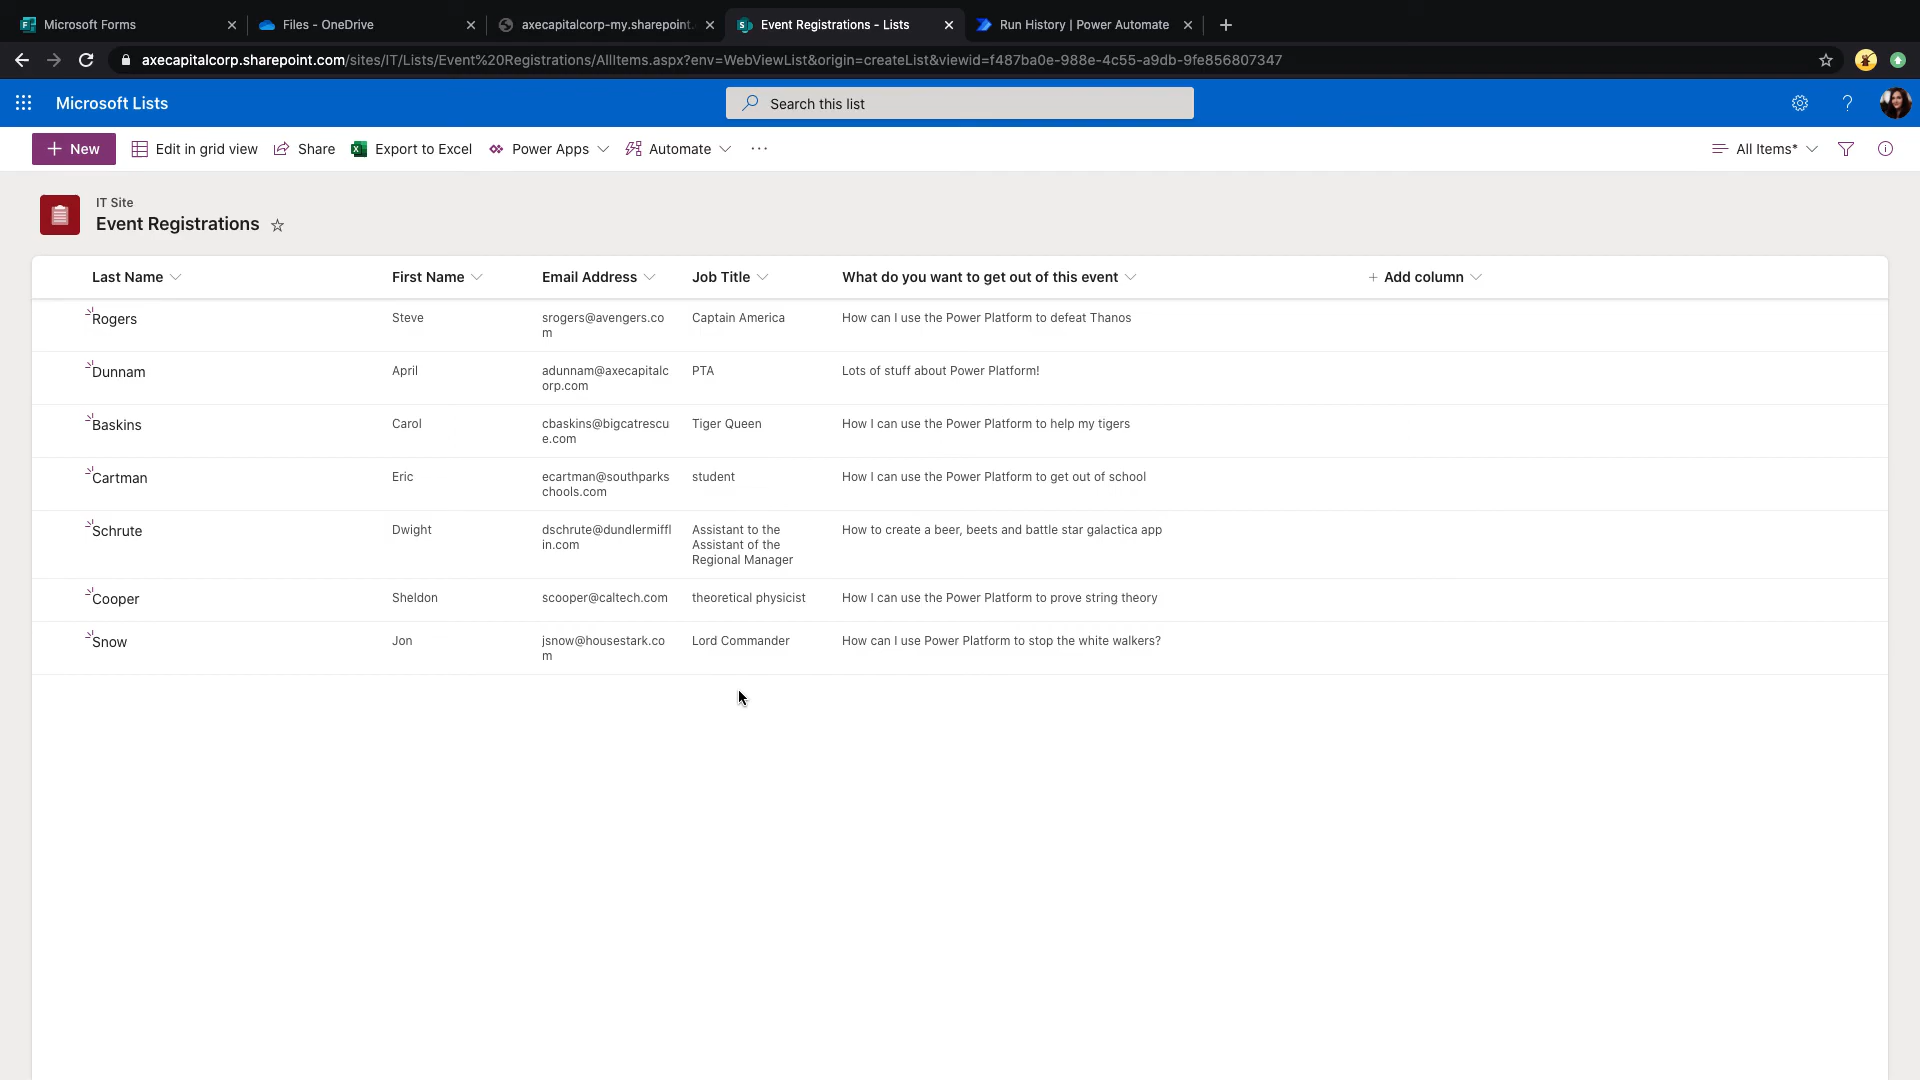 Microsoft Forms
Files - OneDrive
axecapitalcorp-my.sharepoint.
Event Registrations - Lists
Run History | Power Automate
axecapitalcorp.sharepoint.com/sites/IT/Lists/Event%20Registrations/AllItems.aspx?env=WebViewList&origin=createList&viewid=f487ba0e-988e-4c55-a9db-9fe856807347
Microsoft Lists
Search this list
?
+ New
Edit in grid view
Share
Export to Excel
Power Apps
Automate
...
All Items*
IT Site
Event Registrations
Last Name
First Name
Email Address
Job Title
What do you want to get out of this event
+ Add column
Rogers
Steve
srogers@avengers.co
m
Captain America
How can I use the Power Platform to defeat Thanos
Dunnam
April
adunnam@axecapitalc
orp.com
PTA
Lots of stuff about Power Platform!
Baskins
Carol
cbaskins@bigcatrescu
e.com
Tiger Queen
How I can use the Power Platform to help my tigers
Cartman
Eric
ecartman@southparks
chools.com
student
How I can use the Power Platform to get out of school
Schrute
Dwight
dschrute@dundlermiffl
in.com
Assistant to the
Assistant of the
Regional Manager
How to create a beer, beets and battle star galactica app
Cooper
Sheldon
scooper@caltech.com
theoretical physicist
How I can use the Power Platform to prove string theory
Snow
Jon
jsnow@housestark.co
m
Lord Commander
How can I use Power Platform to stop the white walkers?